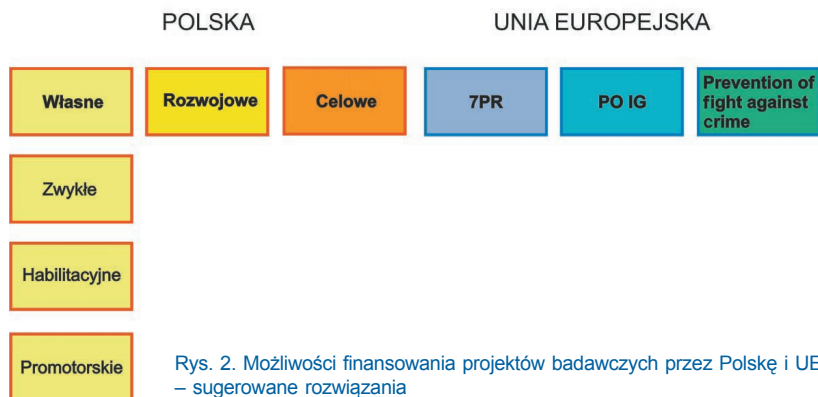 POLSKA UNIA EUROPEJSKA
Własne Rozwojowe Celowe 7PR PO IG Prevention of
fight against
crime
Zwykłe
Habilitacyjne
Promotorskie
Rys. 2. Możliwości finansowania projektów badawczych przez Polskę i UE
– sugerowane rozwiązania